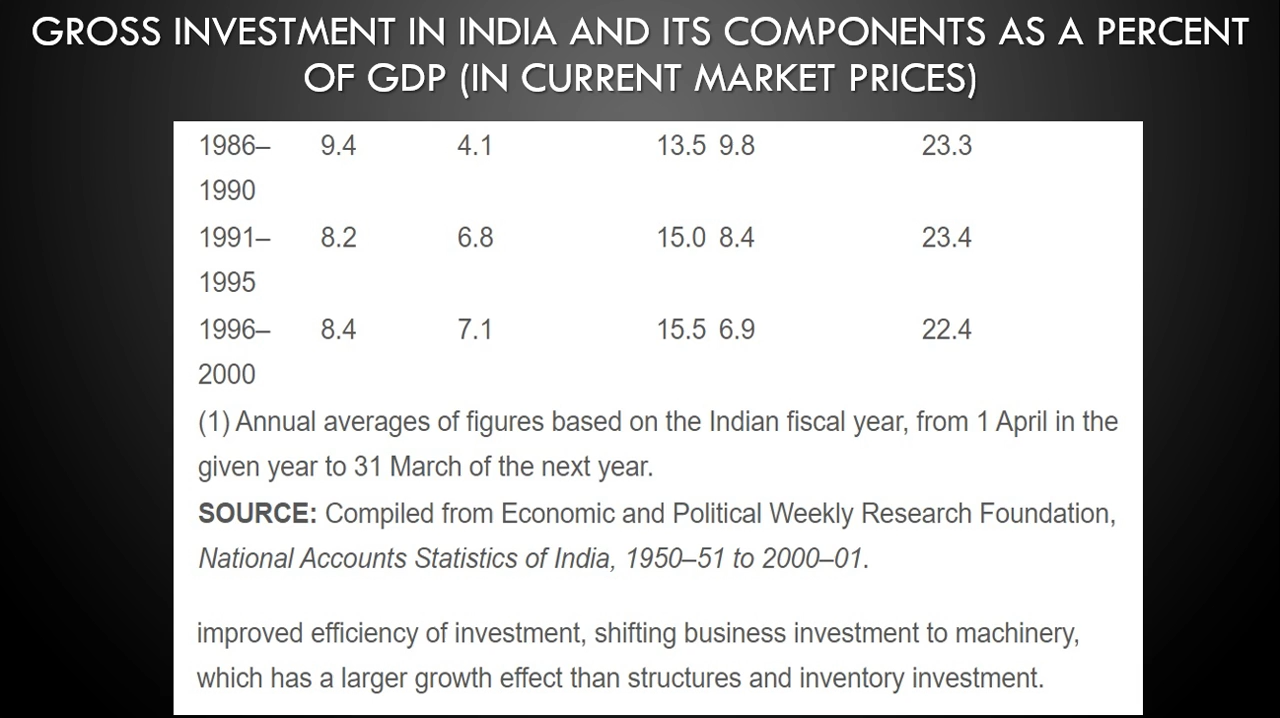 GROSS INVESTMENT IN INDIA AND ITS COMPONENTS AS A PERCENT
OF GDP (IN CURRENT MARKET PRICES)
1986– 9.4 4.1 13.5 9.8 23.3
1990
1991– 8.2 6.8 15.0 8.4 23.4
1995
1996– 8.4 7.1 15.5 6.9 22.4
2000
(1) Annual averages of figures based on the Indian fiscal year, from 1 April in the
given year to 31 March of the next year.
SOURCE: Compiled from Economic and Political Weekly Research Foundation,
National Accounts Statistics of India, 1950–51 to 2000–01.
improved efficiency of investment, shifting business investment to machinery,
which has a larger growth effect than structures and inventory investment.